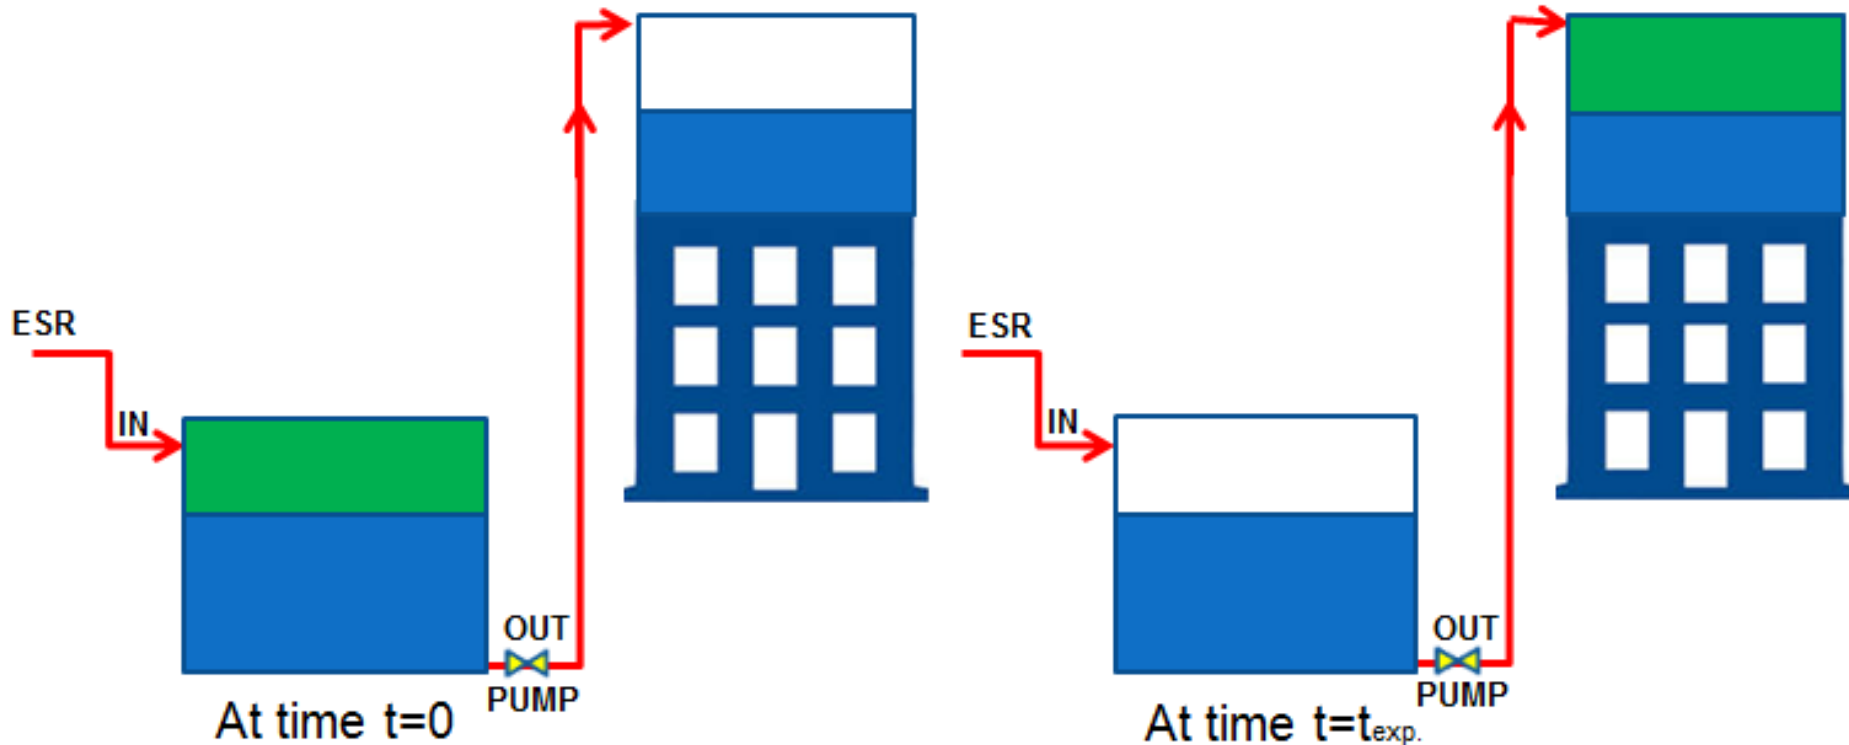 ESR
IN
OUT
PUMP
At time t=0
ESR
IN
OUT
PUMP
At time t=texp.